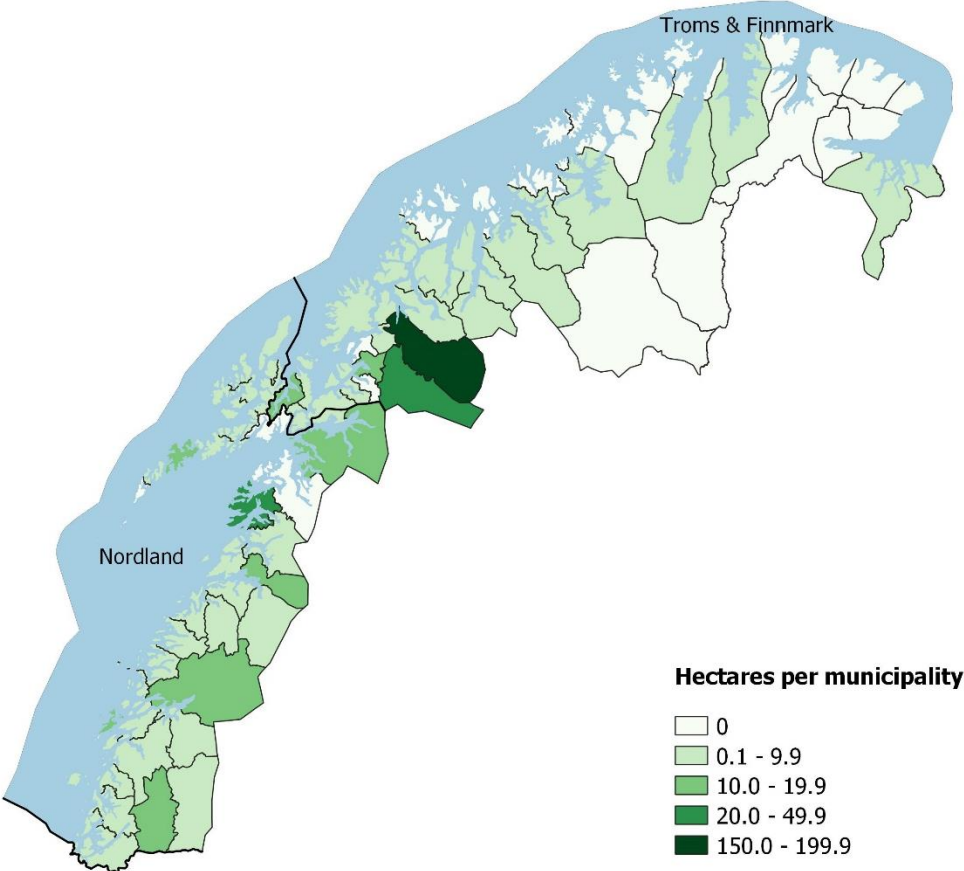 Troms & Finnmark
Nordland
Hectares per municipality
0
0.1 - 9.9
10.0 - 19.9
20.0 - 49.9
150.0 - 199.9